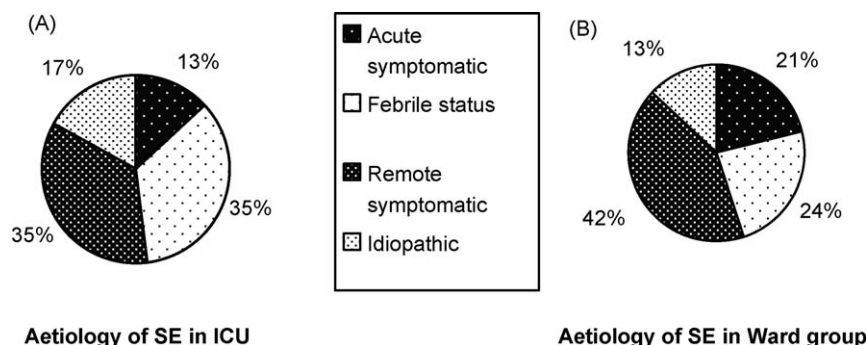 (A)
17%
13%
35%
35%
Aetiology of SE in ICU
Acute
symptomatic
Febrile status
Remote
symptomatic
Idiopathic
(B)
13%
21%
42%
24%
Aetiology of SE in Ward group